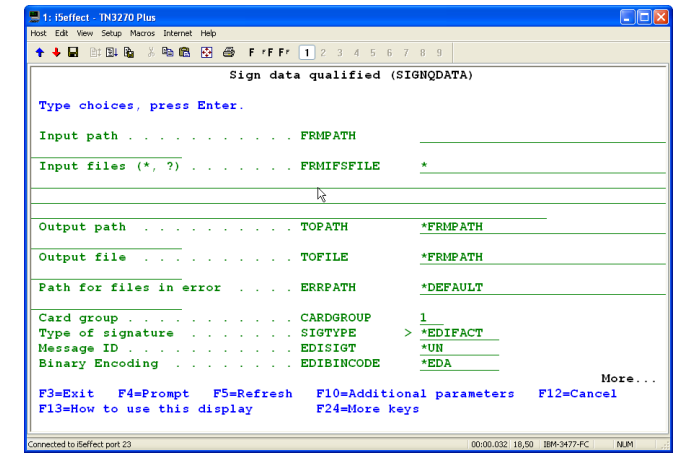 1: i5effect - TN3270 Plus
Host Edit View Setup Macros Internet Help
1 2 3 4 5 6 7 8 9
Sign data qualified (SIGNQDATA)
Type choices, press Enter.
Input path . . . . . . . . . . . FRMPATH
Input files (*, ?) . . . . . . . FRMIFSFILE *
Output path . . . . . . . . . . TOPATH *FRMPATH
Output file . . . . . . . . . . TOFILE *FRMPATH
Path for files in error . . . . ERRPATH *DEFAULT
Card group . . . . . . . . . . . CARDGROUP 1
Type of signature . . . . . . . SIGTYPE > *EDIFACT
Message ID . . . . . . . . . . . EDISIGT *UN
Binary Encoding . . . . . . . . EDIBINCODE *EDA
More...
F3=Exit F4=Prompt F5=Refresh F10=Additional parameters F12=Cancel
F13=How to use this display F24=More keys
Connected to i5effect port 23 00:00.032 18,50 IBM-3477-FC NUM